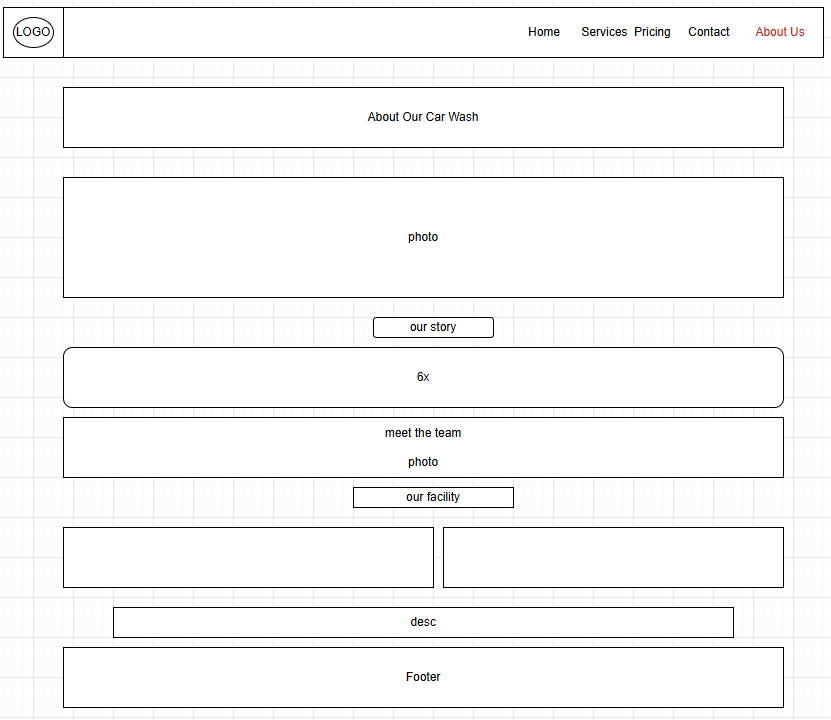 LOGO
Home Services Pricing Contact About Us
About Our Car Wash
photo
our story
6x
meet the team
photo
our facility
desc
Footer